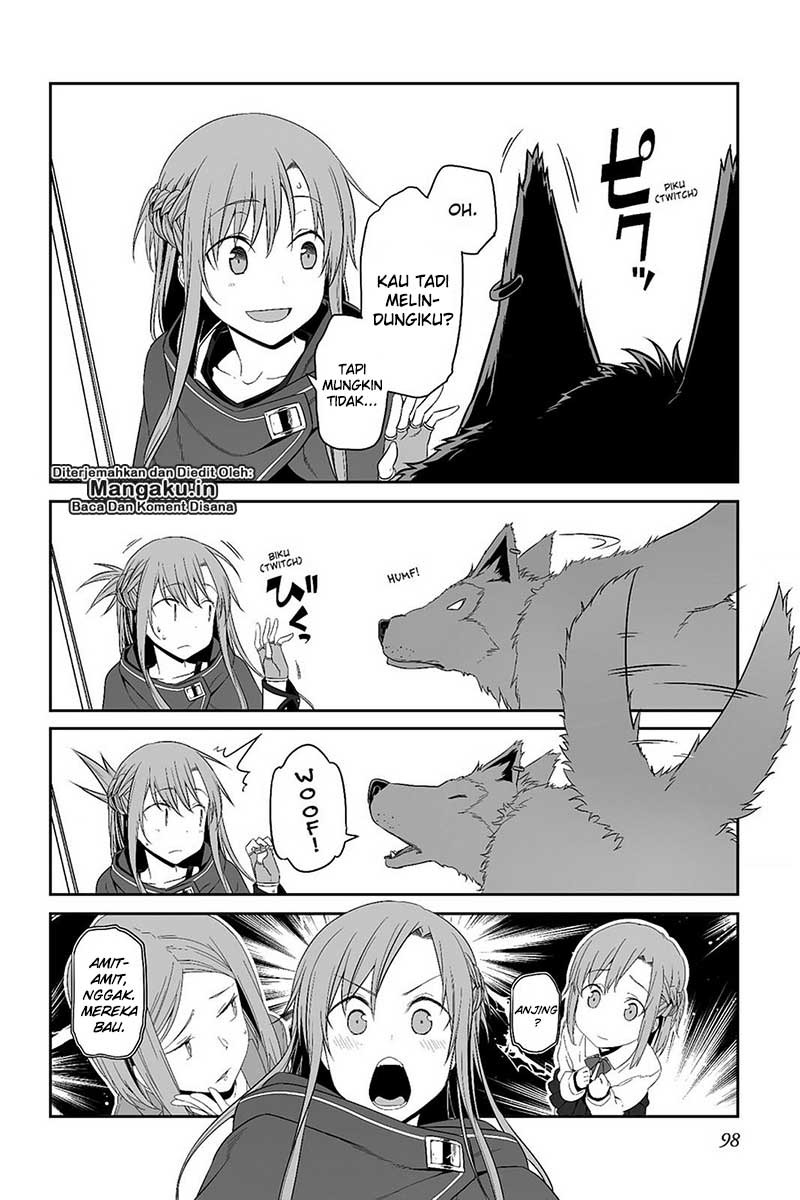 ピクッ
PIKU
(TWITCH)
OH.
KAU TADI
MELIN-
DUNGIKU?
TAPI
MUNGKIN
TIDAK...
Diterjemahkan dan Diedit Oleh:
Mangaku.in
Baca Dan Koment Disana
HUMF!
BIKU
(TWITCH)
びくっ
WOOF!
ANJING
?
AMIT-
AMIT,
NGGAK.
MEREKA
BAU.
98